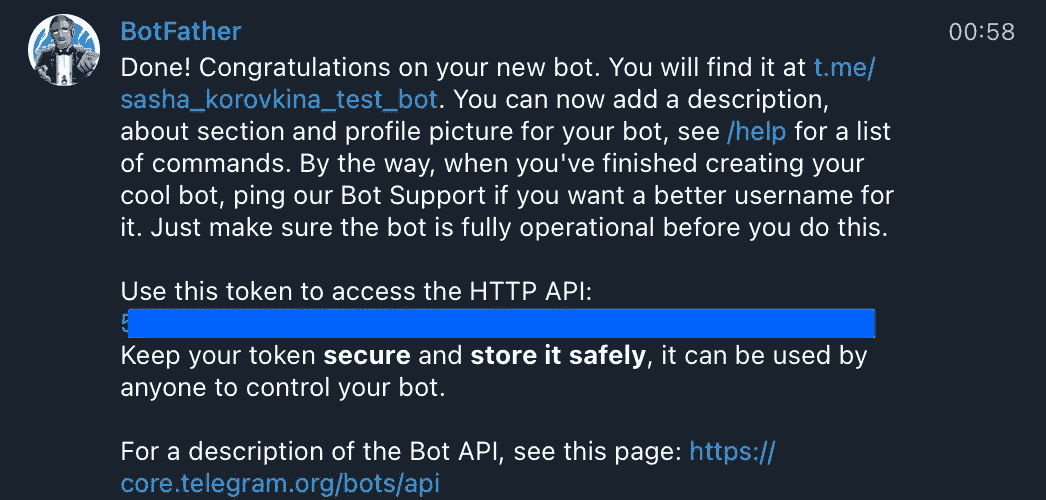 BotFather 00:58
Done! Congratulations on your new bot. You will find it at t.me/
sasha_korovkina_test_bot. You can now add a description,
about section and profile picture for your bot, see /help for a list
of commands. By the way, when you've finished creating your
cool bot, ping our Bot Support if you want a better username for
it. Just make sure the bot is fully operational before you do this.
Use this token to access the HTTP API:
Keep your token secure and store it safely, it can be used by
anyone to control your bot.
For a description of the Bot API, see this page: https://
core.telegram.org/bots/api